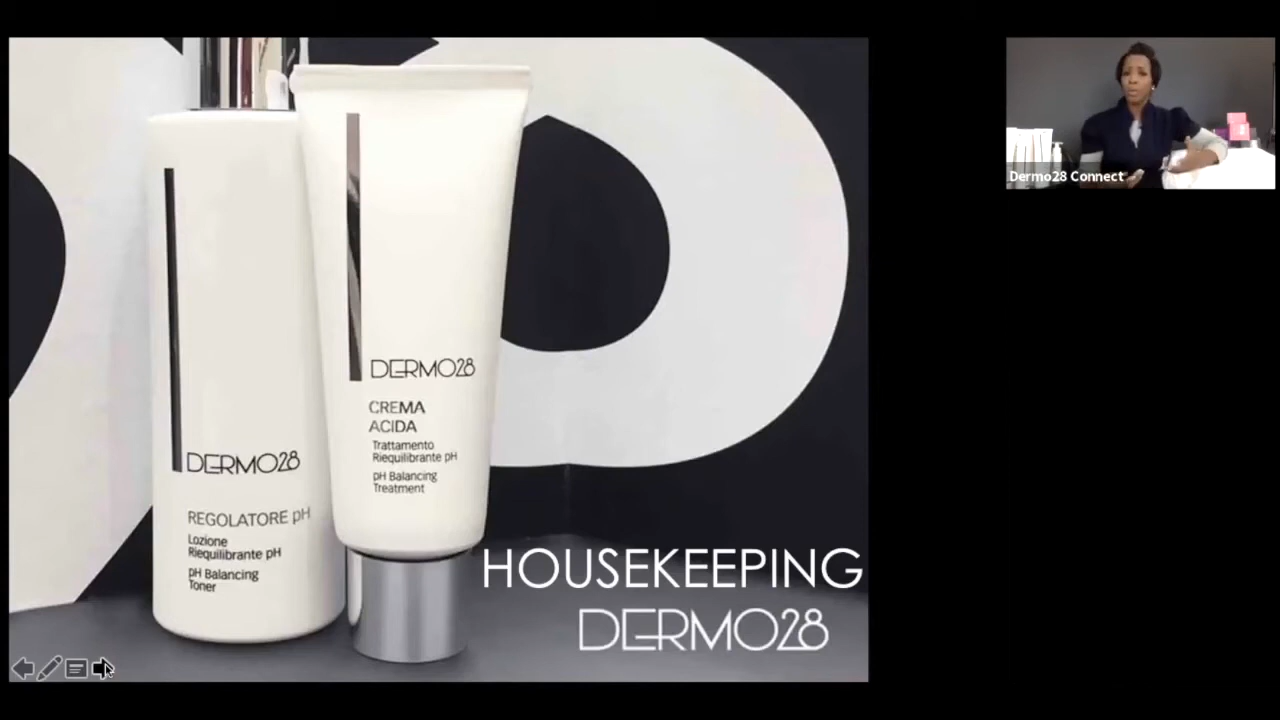 DERMO28
REGOLATORE pH
Lozione
Riequilibrante pH
pH Balancing
Toner
DERMO28
CREMA
ACIDA
Trattamento
Riequilibrante pH
pH Balancing
Treatment
HOUSEKEEPING
DERMO28
Dermo28 Connect